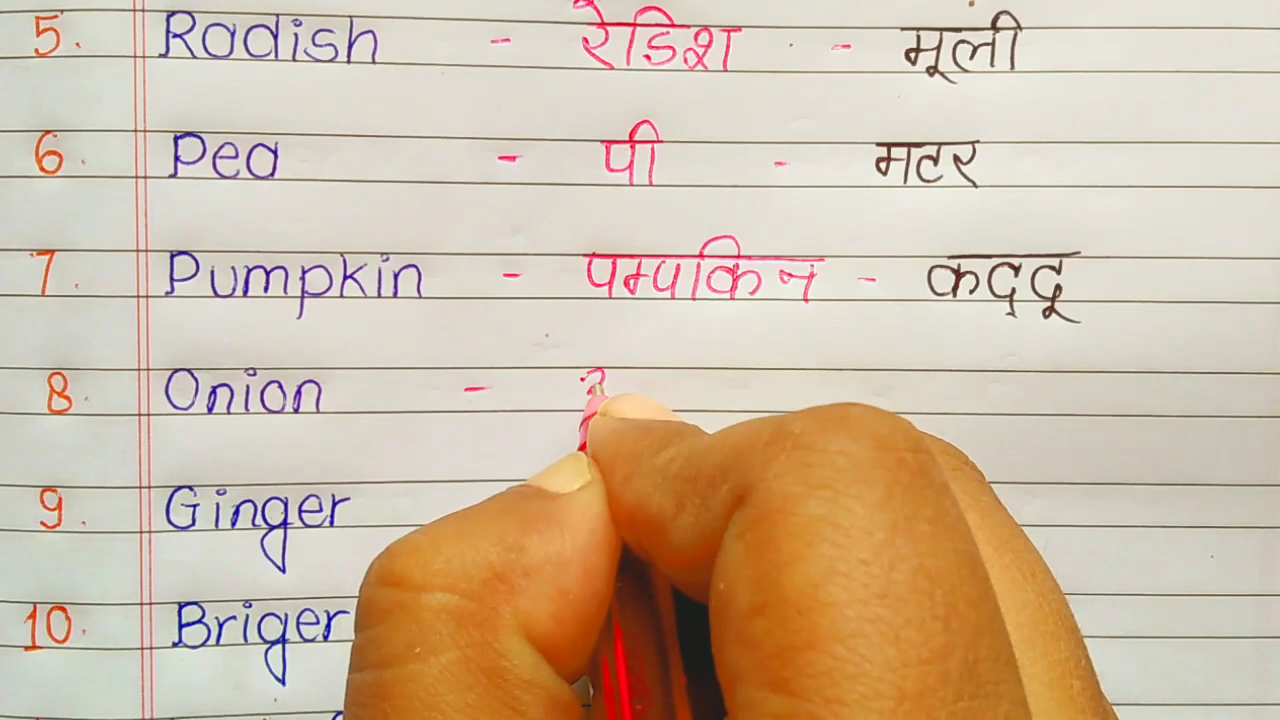 5. Radish - रेडिश - मूली
6. Pea - पी - मटर
7. Pumpkin - पम्पकिन - कद्दू
8. Onion -
9. Ginger
10. Briger